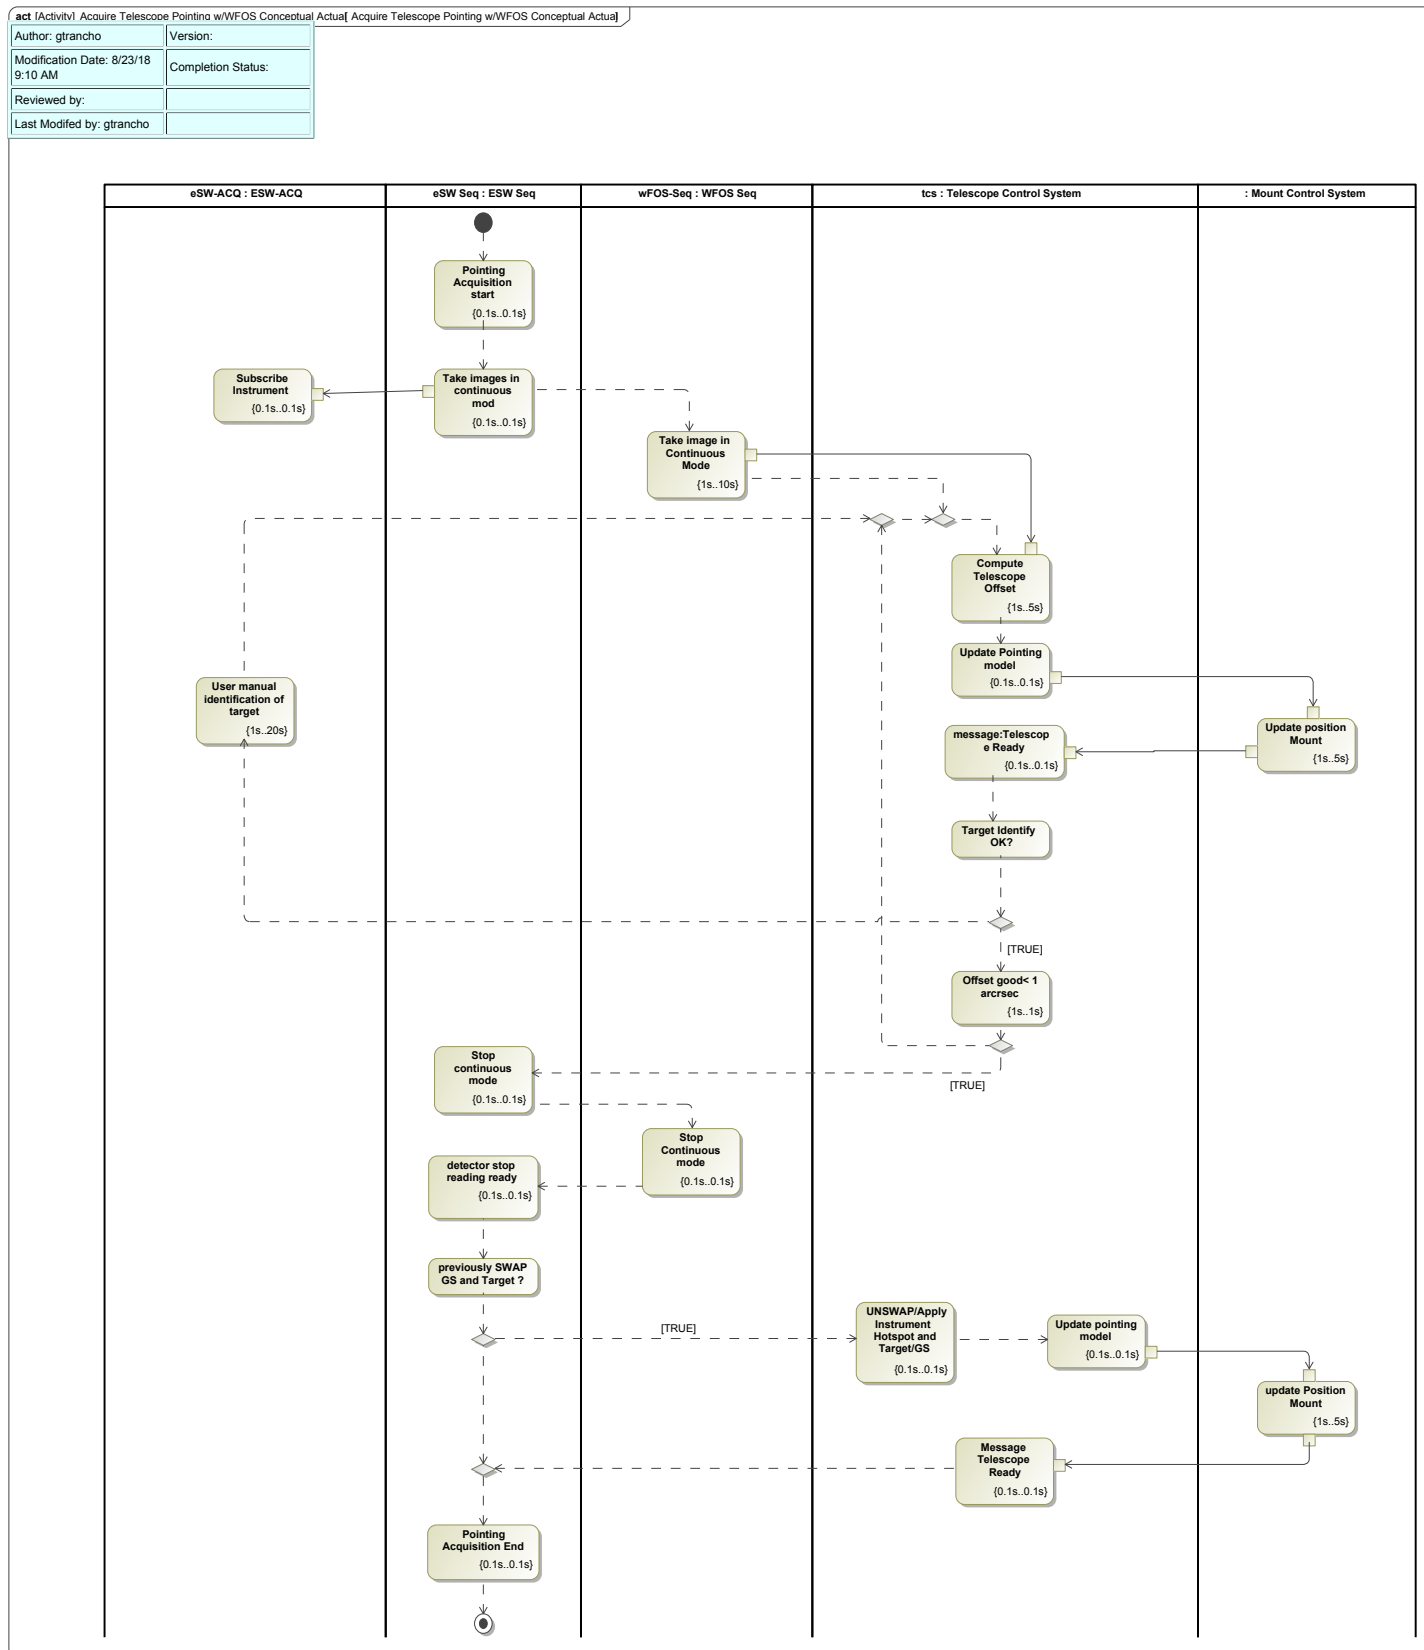 act [Activity] Acquire Telescope Pointing w/WFOS Conceptual Actual[ Acquire Telescope Pointing w/WFOS Conceptual Actua]
Author: gtrancho
Version:
Modification Date: 8/23/18
9:10 AM
Completion Status:
Reviewed by:
Last Modifed by: gtrancho
eSW-ACQ : ESW-ACQ
eSW Seq : ESW Seq
wFOS-Seq : WFOS Seq
tcs : Telescope Control System
: Mount Control System
Pointing
Acquisition
start
{0.1s..0.1s}
Subscribe
Instrument
{0.1s..0.1s}
Take images in
continuous
mod
{0.1s..0.1s}
Take image in
Continuous
Mode
{1s..10s}
Compute
Telescope
Offset
{1s..5s}
Update Pointing
model
{0.1s..0.1s}
User manual
identification of
target
{1s..20s}
message:Telescop
e Ready
{0.1s..0.1s}
Update position
Mount
{1s..5s}
Target Identify
OK?
[TRUE]
Offset good< 1
arcrsec
{1s..1s}
[TRUE]
Stop
continuous
mode
{0.1s..0.1s}
Stop
Continuous
mode
{0.1s..0.1s}
detector stop
reading ready
{0.1s..0.1s}
previously SWAP
GS and Target ?
[TRUE]
UNSWAP/Apply
Instrument
Hotspot and
Target/GS
{0.1s..0.1s}
Update pointing
model
{0.1s..0.1s}
update Position
Mount
{1s..5s}
Message
Telescope
Ready
{0.1s..0.1s}
Pointing
Acquisition End
{0.1s..0.1s}